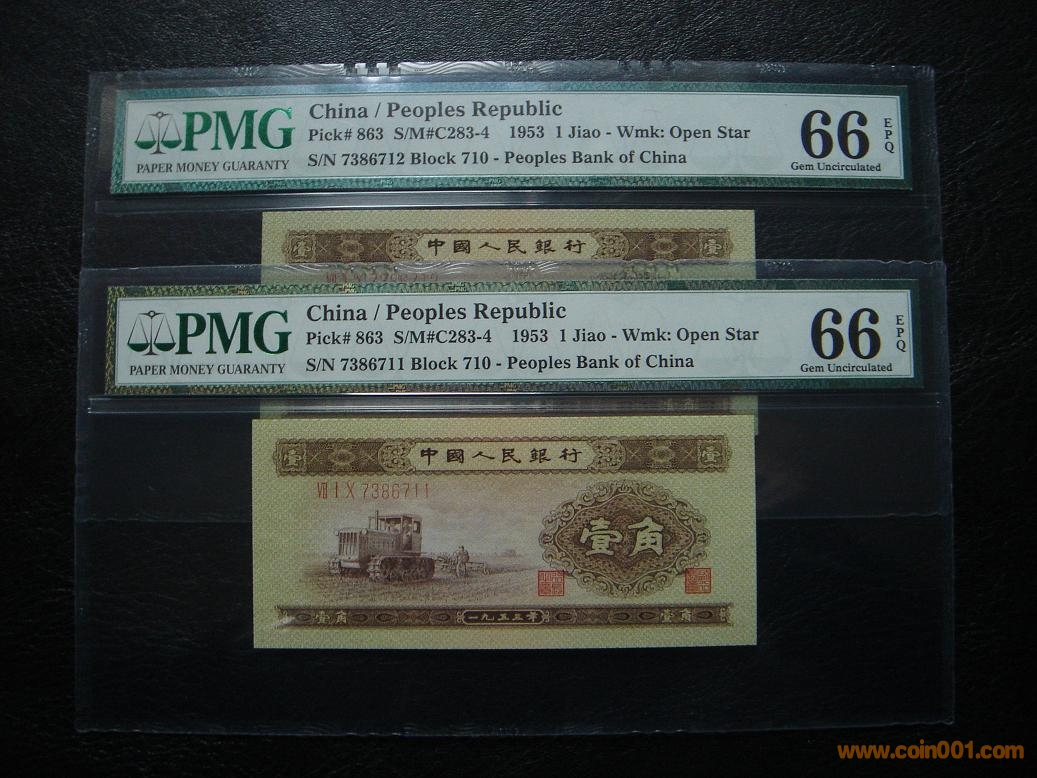 PMG
PAPER MONEY GUARANTY
China / Peoples Republic
Pick# 863 S/M#C283-4 1953 1 Jiao - Wmk: Open Star
S/N 7386712 Block 710 - Peoples Bank of China
66
EPQ
Gem Uncirculated
壹 中國人民銀行 壹
PMG
PAPER MONEY GUARANTY
China / Peoples Republic
Pick# 863 S/M#C283-4 1953 1 Jiao - Wmk: Open Star
S/N 7386711 Block 710 - Peoples Bank of China
66
EPQ
Gem Uncirculated
壹 中國人民銀行 壹
Ⅶ Ⅰ Ⅹ 7386711
壹角
壹角 一九五三年 壹角
www.coin001.com